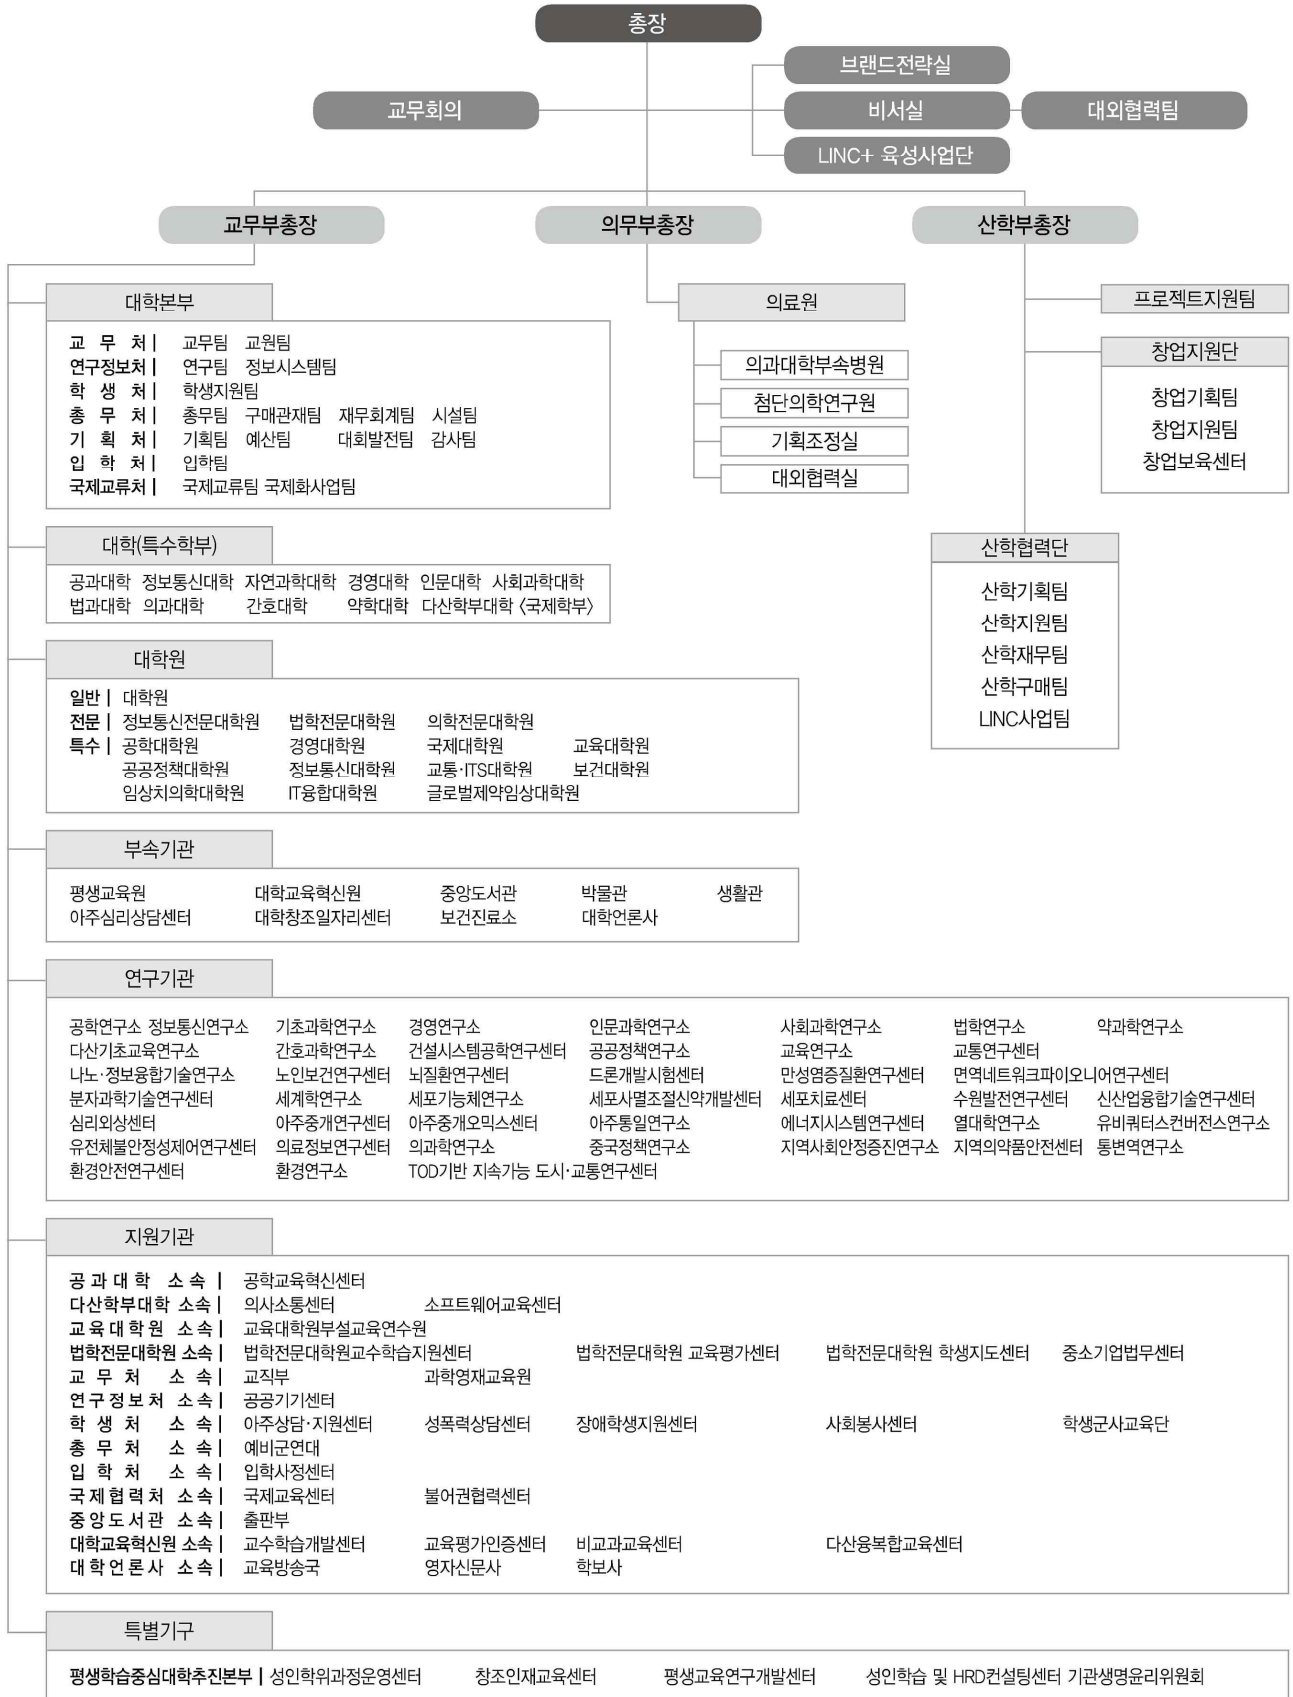 총장
브랜드전략실
교무회의 비서실 대외협력팀
LINC+ 육성사업단
교무부총장 의무부총장 산학부총장
대학본부
교 무 처 | 교무팀 교원팀
연구정보처 | 연구팀 정보시스템팀
학 생 처 | 학생지원팀
총 무 처 | 총무팀 구매관재팀 재무회계팀 시설팀
기 획 처 | 기획팀 예산팀 대회발전팀 감사팀
입 학 처 | 입학팀
국제교류처 | 국제교류팀 국제화사업팀
의료원
의과대학부속병원
첨단의학연구원
기획조정실
대외협력실
프로젝트지원팀
창업지원단
창업기획팀
창업지원팀
창업보육센터
산학협력단
산학기획팀
산학지원팀
산학재무팀
산학구매팀
LINC사업팀
대학(특수학부)
공과대학 정보통신대학 자연과학대학 경영대학 인문대학 사회과학대학
법과대학 의과대학 간호대학 약학대학 다산학부대학 〈국제학부〉
대학원
일반 | 대학원
전문 | 정보통신전문대학원 법학전문대학원 의학전문대학원
특수 | 공학대학원 경영대학원 국제대학원 교육대학원
공공정책대학원 정보통신대학원 교통·ITS대학원 보건대학원
임상치의학대학원 IT융합대학원 글로벌제약임상대학원
부속기관
평생교육원 대학교육혁신원 중앙도서관 박물관 생활관
아주심리상담센터 대학창조일자리센터 보건진료소 대학언론사
연구기관
공학연구소 정보통신연구소 기초과학연구소 경영연구소 인문과학연구소 사회과학연구소 법학연구소 약과학연구소
다산기초교육연구소 간호과학연구소 건설시스템공학연구센터 공공정책연구소 교육연구소 교통연구센터
나노·정보융합기술연구소 노인보건연구센터 뇌질환연구센터 드론개발시험센터 만성염증질환연구센터 면역네트워크파이오니어연구센터
분자과학기술연구센터 세계학연구소 세포기능체연구소 세포사멸조절신약개발센터 세포치료센터 수원발전연구센터 신산업융합기술연구센터
심리외상센터 아주중개연구센터 아주중개오믹스센터 아주통일연구소 에너지시스템연구센터 열대학연구소 유비쿼터스컨버전스연구소
유전체불안정성제어연구센터 의료정보연구센터 의과학연구소 중국정책연구소 지역사회안정증진연구소 지역의약품안전센터 통변역연구소
환경안전연구센터 환경연구소 TOD기반 지속가능 도시·교통연구센터
지원기관
공과대학 소속 | 공학교육혁신센터
다산학부대학 소속 | 의사소통센터 소프트웨어교육센터
교육대학원 소속 | 교육대학원부설교육연수원
법학전문대학원 소속 | 법학전문대학원교수학습지원센터 법학전문대학원 교육평가센터 법학전문대학원 학생지도센터 중소기업법무센터
교 무 처 소 속 | 교직부 과학영재교육원
연구정보처 소속 | 공공기기센터
학 생 처 소 속 | 아주상담·지원센터 성폭력상담센터 장애학생지원센터 사회봉사센터 학생군사교육단
총 무 처 소 속 | 예비군연대
입 학 처 소 속 | 입학사정센터
국제협력처 소속 | 국제교육센터 불어권협력센터
중앙도서관 소속 | 출판부
대학교육혁신원 소속 | 교수학습개발센터 교육평가인증센터 비교과교육센터 다산융복합교육센터
대학언론사 소속 | 교육방송국 영자신문사 학보사
특별기구
평생학습중심대학추진본부 | 성인학위과정운영센터 창조인재교육센터 평생교육연구개발센터 성인학습 및 HRD컨설팅센터 기관생명윤리위원회